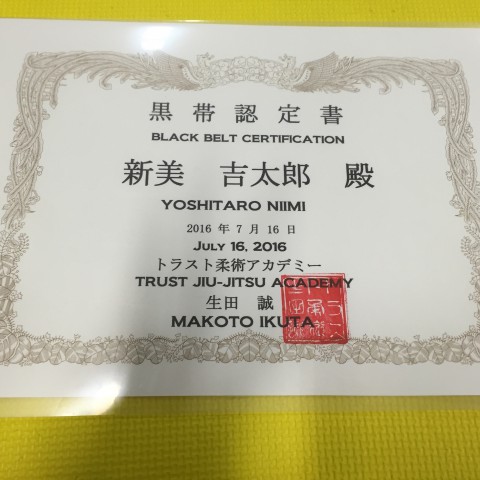 黒帯認定書
BLACK BELT CERTIFICATION
新美 吉太郎 殿
YOSHITARO NIIMI
2016 年 7 月 16 日
JULY 16, 2016
トラスト柔術アカデミー
TRUST JIU-JITSU ACADEMY
生田 誠
MAKOTO IKUTA